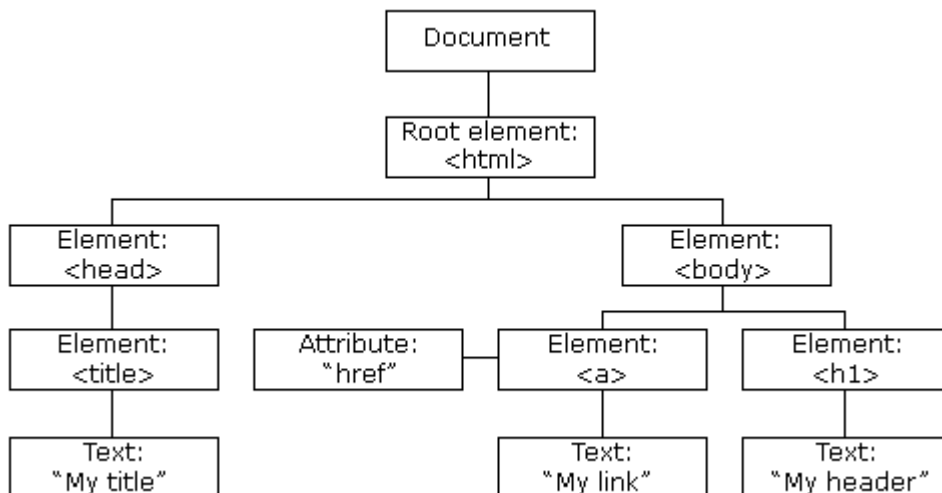 Document
Root element:
<html>
Element:
<head>
Element:
<body>
Element:
<title>
Attribute:
“href”
Element:
<a>
Element:
<h1>
Text:
“My title”
Text:
“My link”
Text:
“My header”